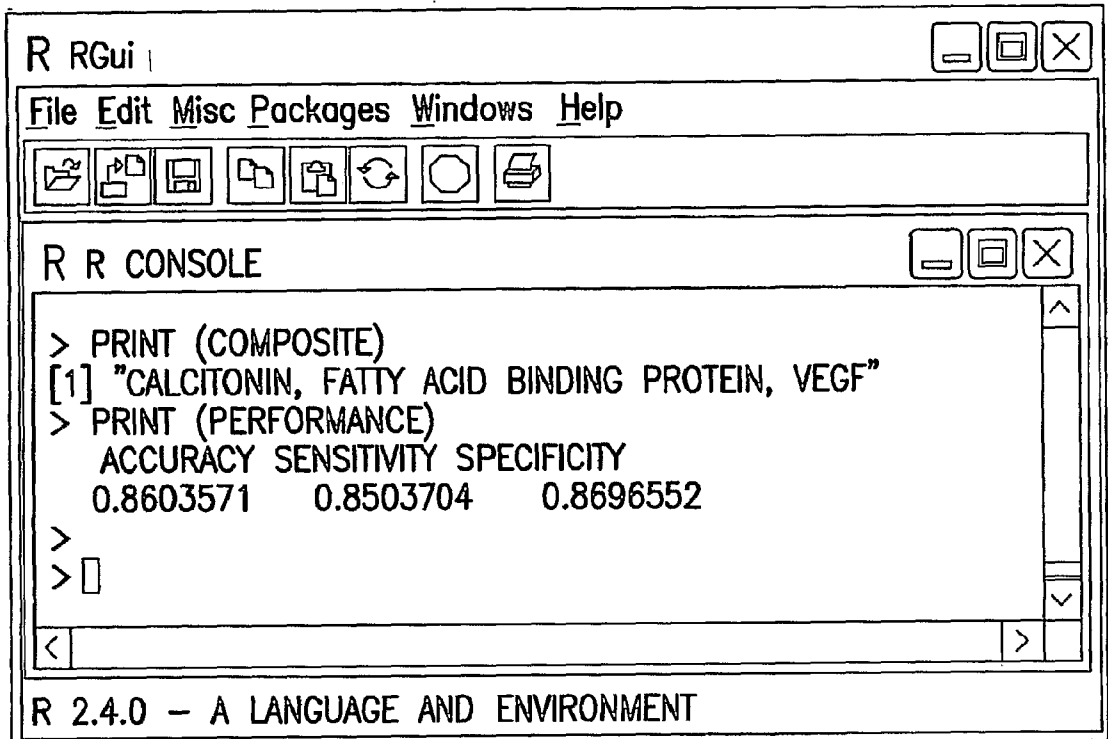 R RGui
File Edit Misc Packages Windows Help
R R CONSOLE
> PRINT (COMPOSITE)
[1] "CALCITONIN, FATTY ACID BINDING PROTEIN, VEGF"
> PRINT (PERFORMANCE)
ACCURACY SENSITIVITY SPECIFICITY
0.8603571 0.8503704 0.8696552
>
>
R 2.4.0 – A LANGUAGE AND ENVIRONMENT